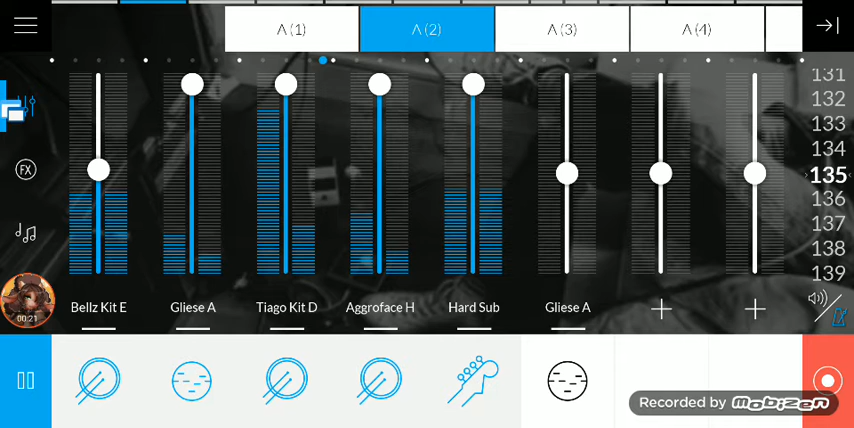 Λ (1)
Λ (2)
Λ (3)
Λ (4)
131
132
133
134
135
136
137
138
139
FX
00:21
Bellz Kit E
Gliese A
Tiago Kit D
Aggroface H
Hard Sub
Gliese A
Recorded by Mobizen